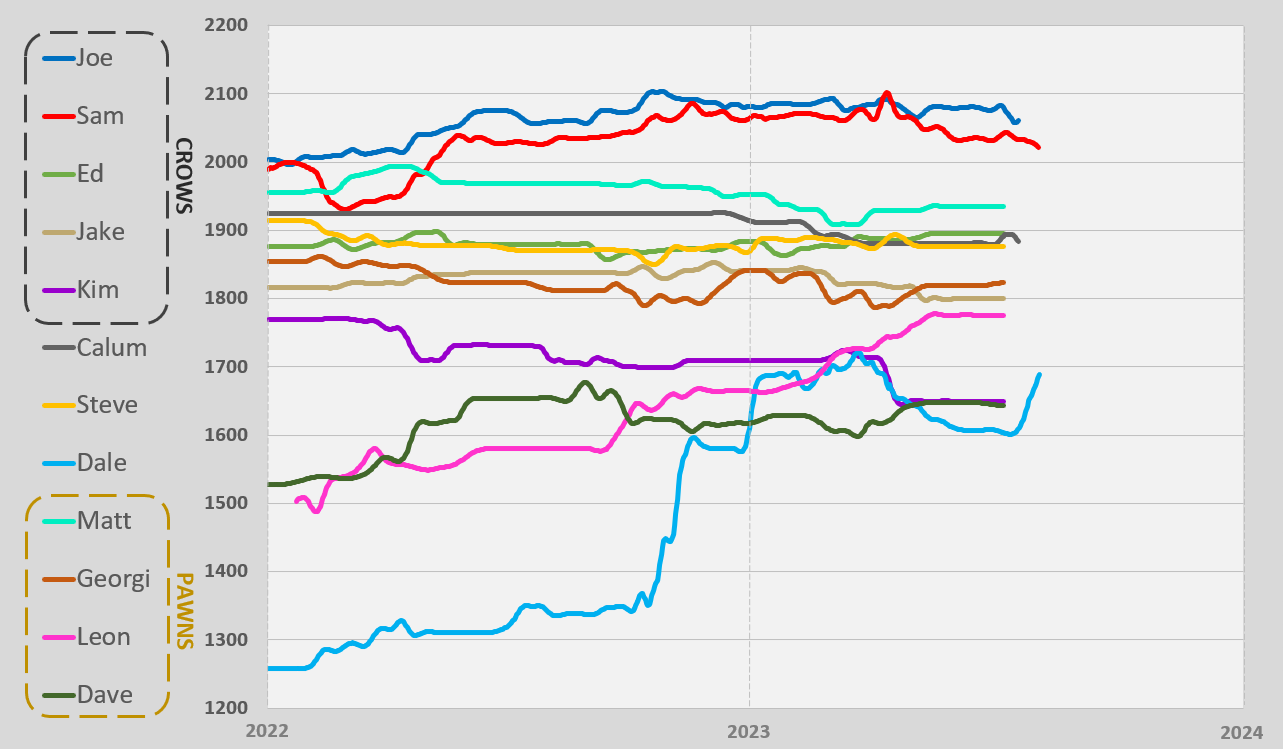 Joe
Sam
Ed
Jake
Kim
CROWS
Calum
Steve
Dale
Matt
Georgi
Leon
Dave
PAWNS
2200
2100
2000
1900
1800
1700
1600
1500
1400
1300
1200
2022
2023
2024